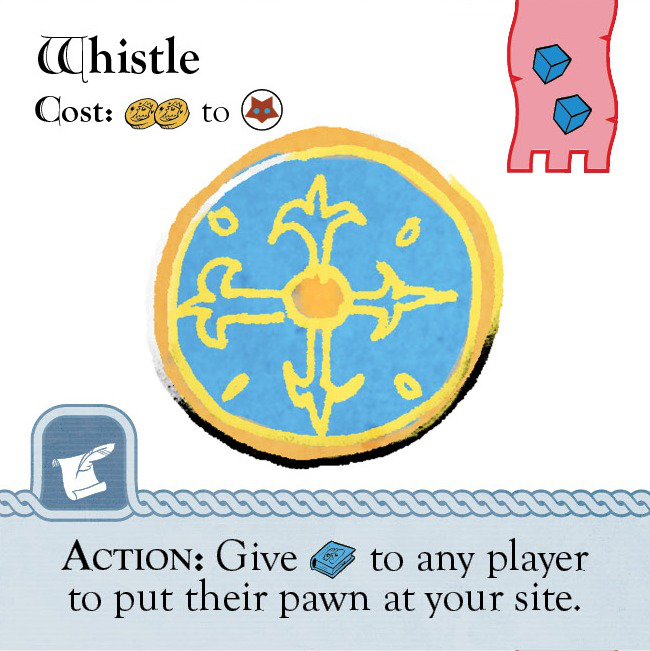 Whistle
Cost: to
ACTION: Give to any player
to put their pawn at your site.